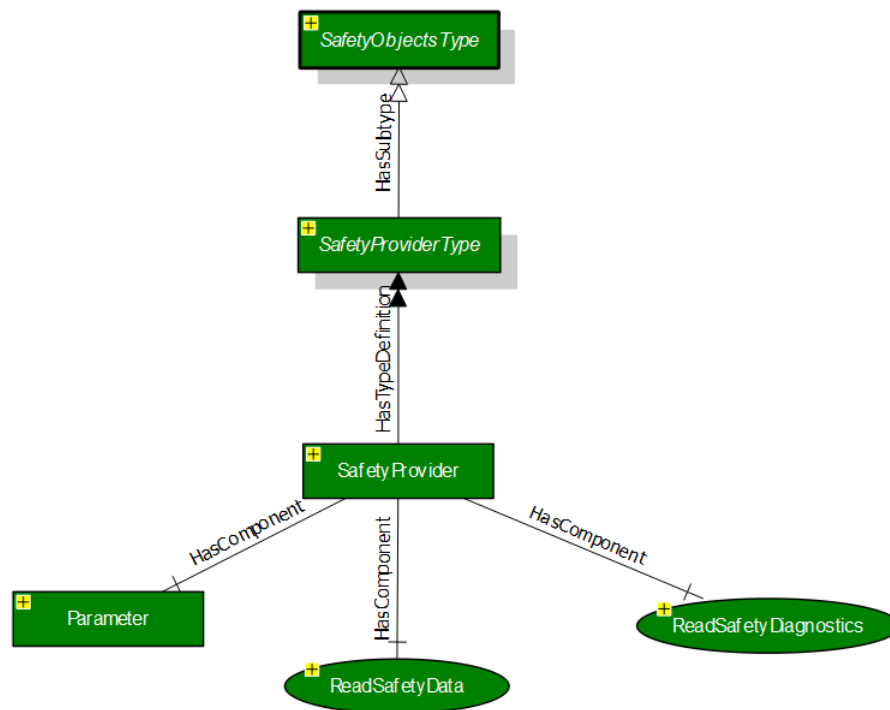 SafetyObjectsType
HasSubtype
SafetyProviderType
HasTypeDefinition
SafetyProvider
HasComponent
HasComponent
HasComponent
Parameter
ReadSafetyDiagnostics
ReadSafetyData